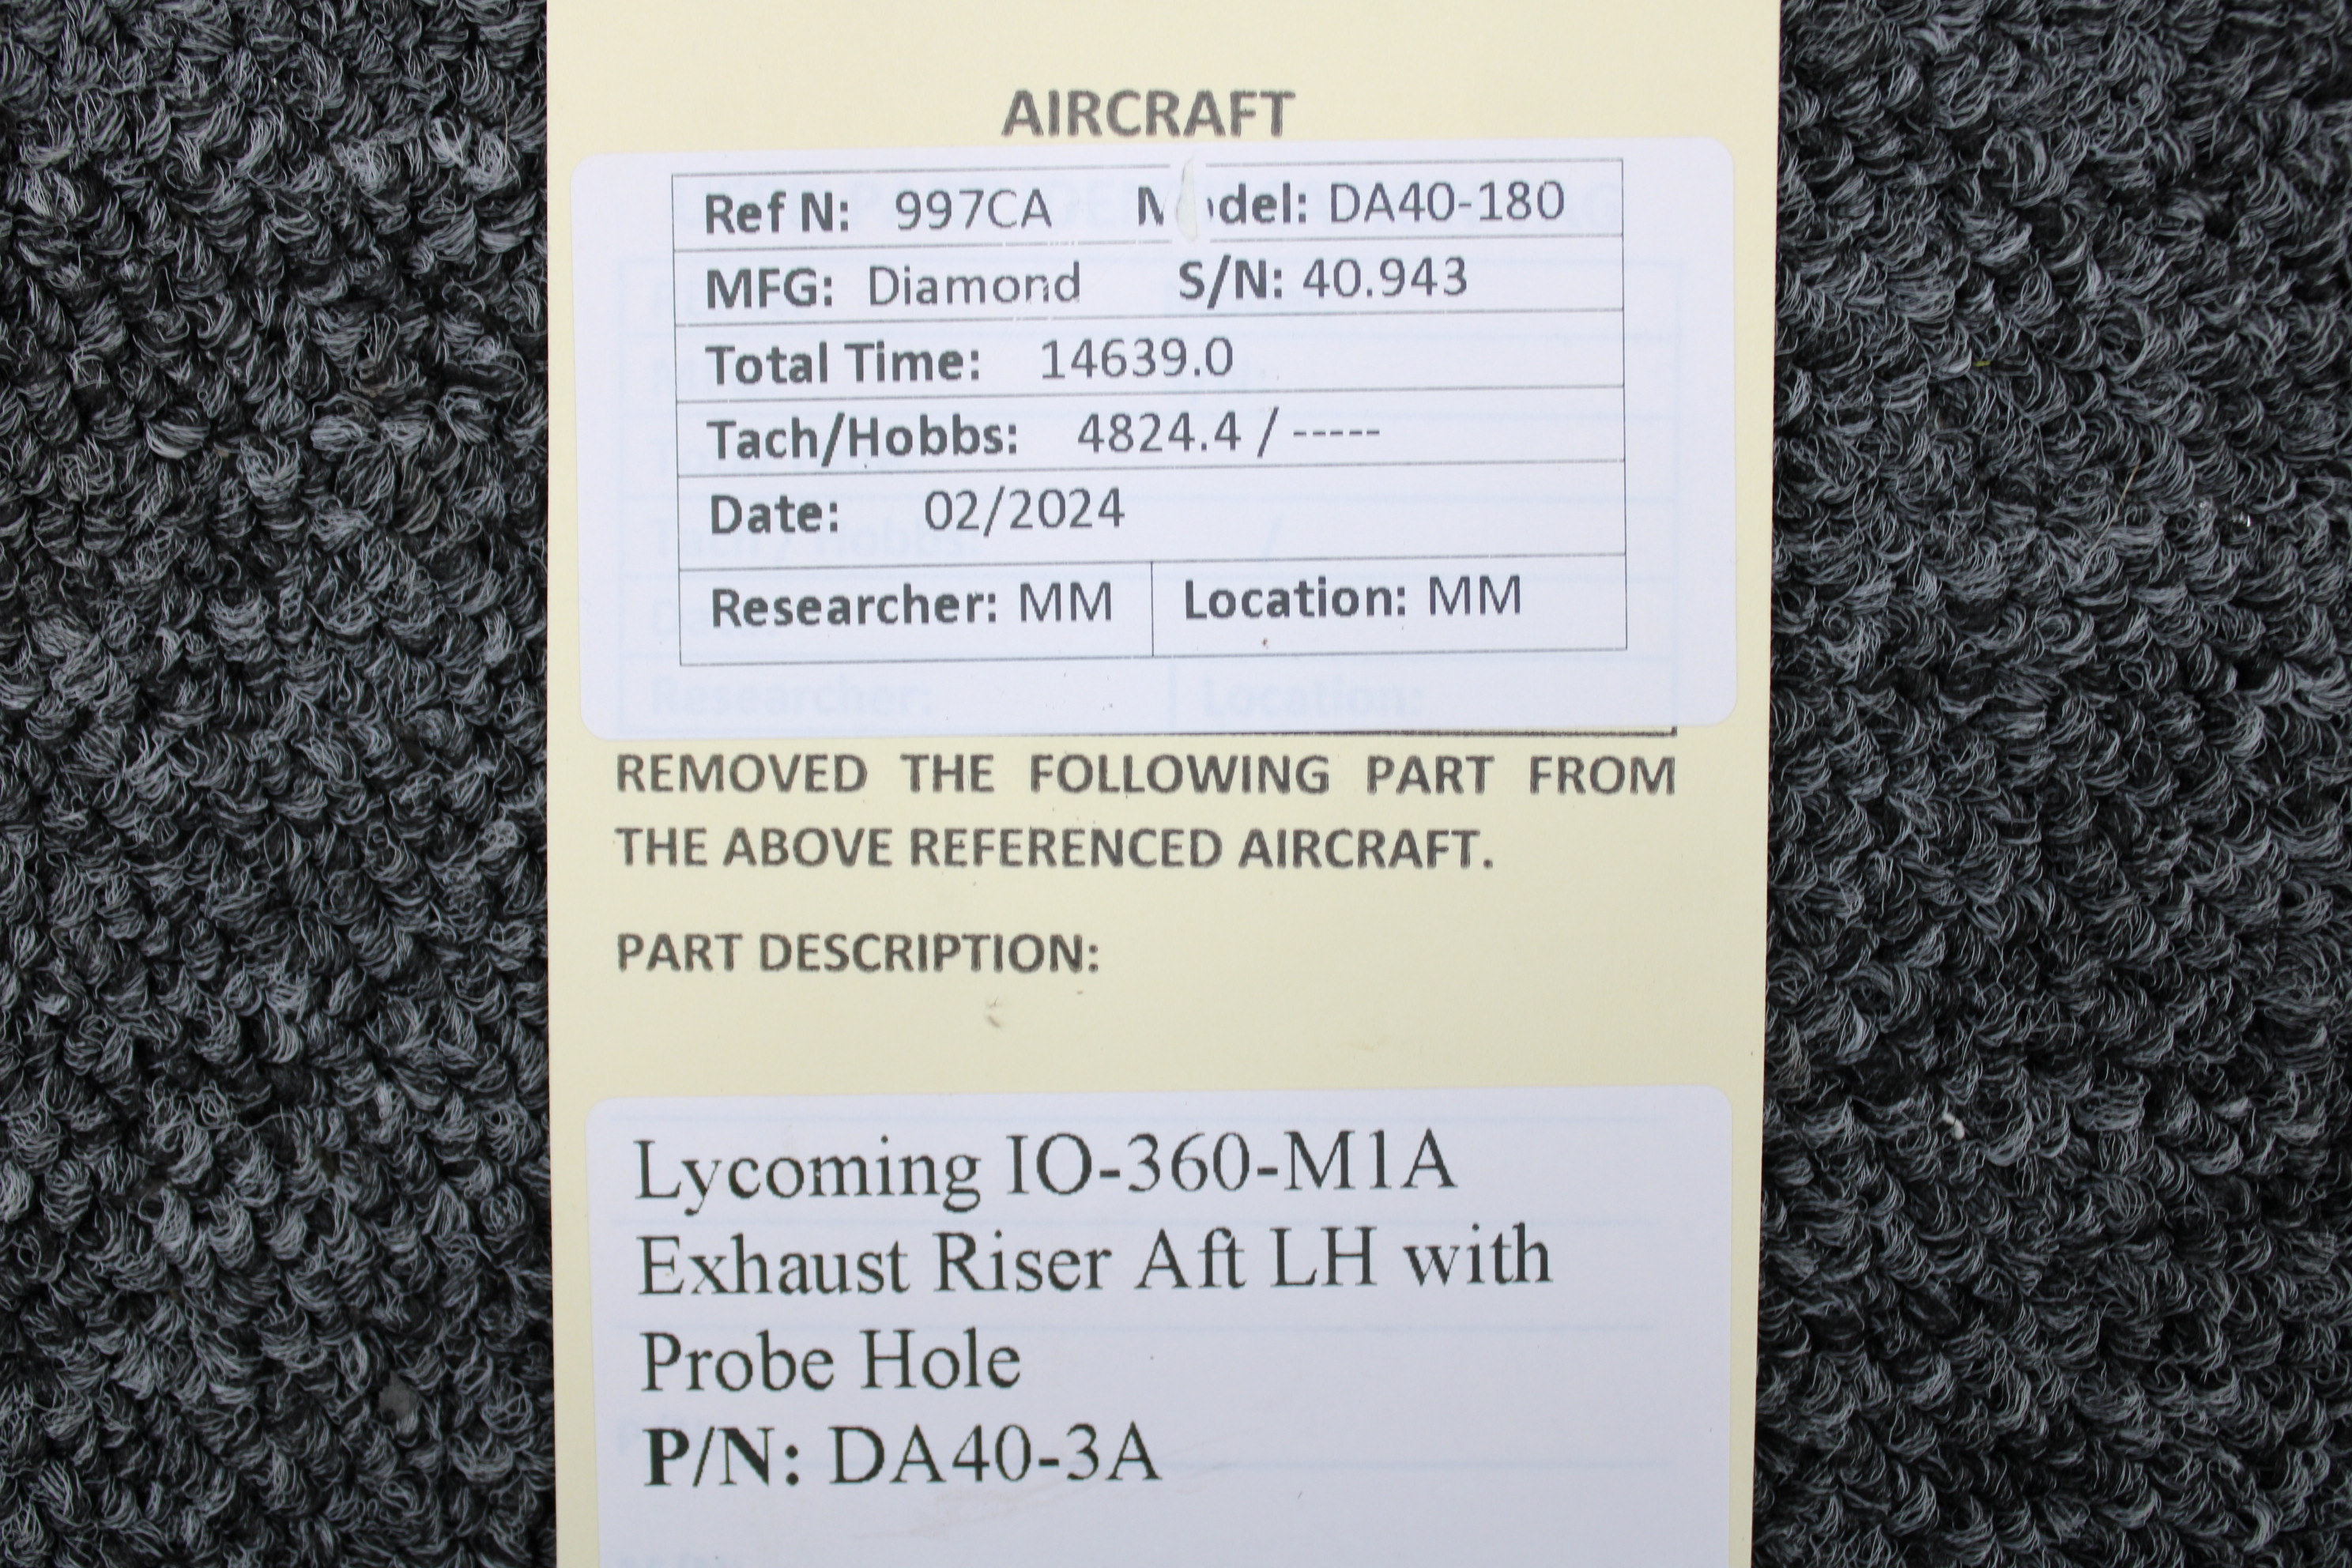 AIRCRAFT
Ref N: 997CA Model: DA40-180
MFG: Diamond S/N: 40.943
Total Time: 14639.0
Tach/Hobbs: 4824.4 / -----
Date: 02/2024
Researcher: MM Location: MM
Researcher: Location:
REMOVED THE FOLLOWING PART FROM
THE ABOVE REFERENCED AIRCRAFT.
PART DESCRIPTION:
Lycoming IO-360-M1A
Exhaust Riser Aft LH with
Probe Hole
P/N: DA40-3A